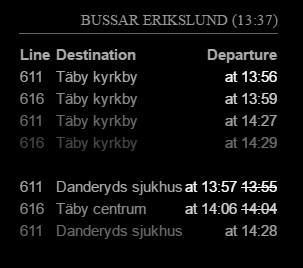 BUSSAR ERIKSLUND (13:37)
Line Destination Departure
611 Täby kyrkby at 13:56
616 Täby kyrkby at 13:59
611 Täby kyrkby at 14:27
616 Täby kyrkby at 14:29
611 Danderyds sjukhus at 13:57 13:55
616 Täby centrum at 14:06 14:04
611 Danderyds sjukhus at 14:28